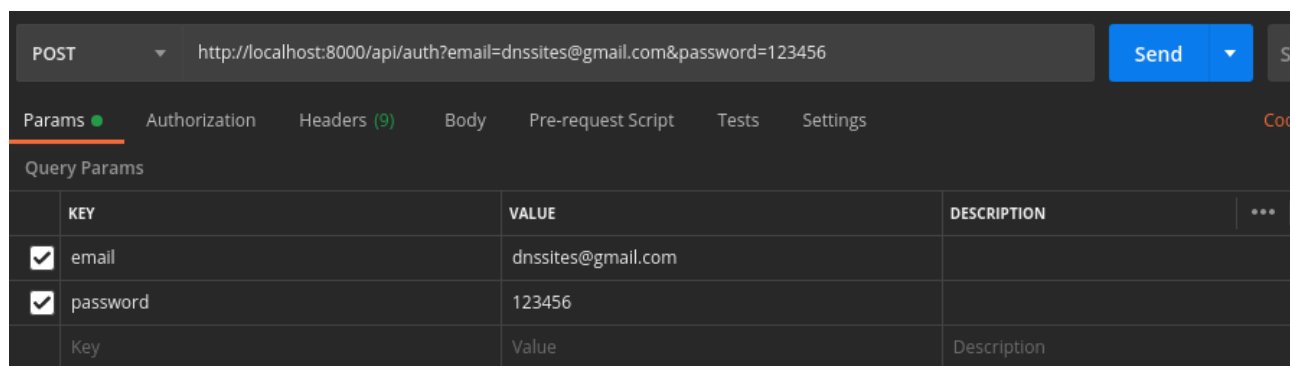 POST http://localhost:8000/api/auth?email=dnssites@gmail.com&password=123456 Send S
Params Authorization Headers (9) Body Pre-request Script Tests Settings Coo
Query Params
KEY VALUE DESCRIPTION
email dnssites@gmail.com
password 123456
Key Value Description